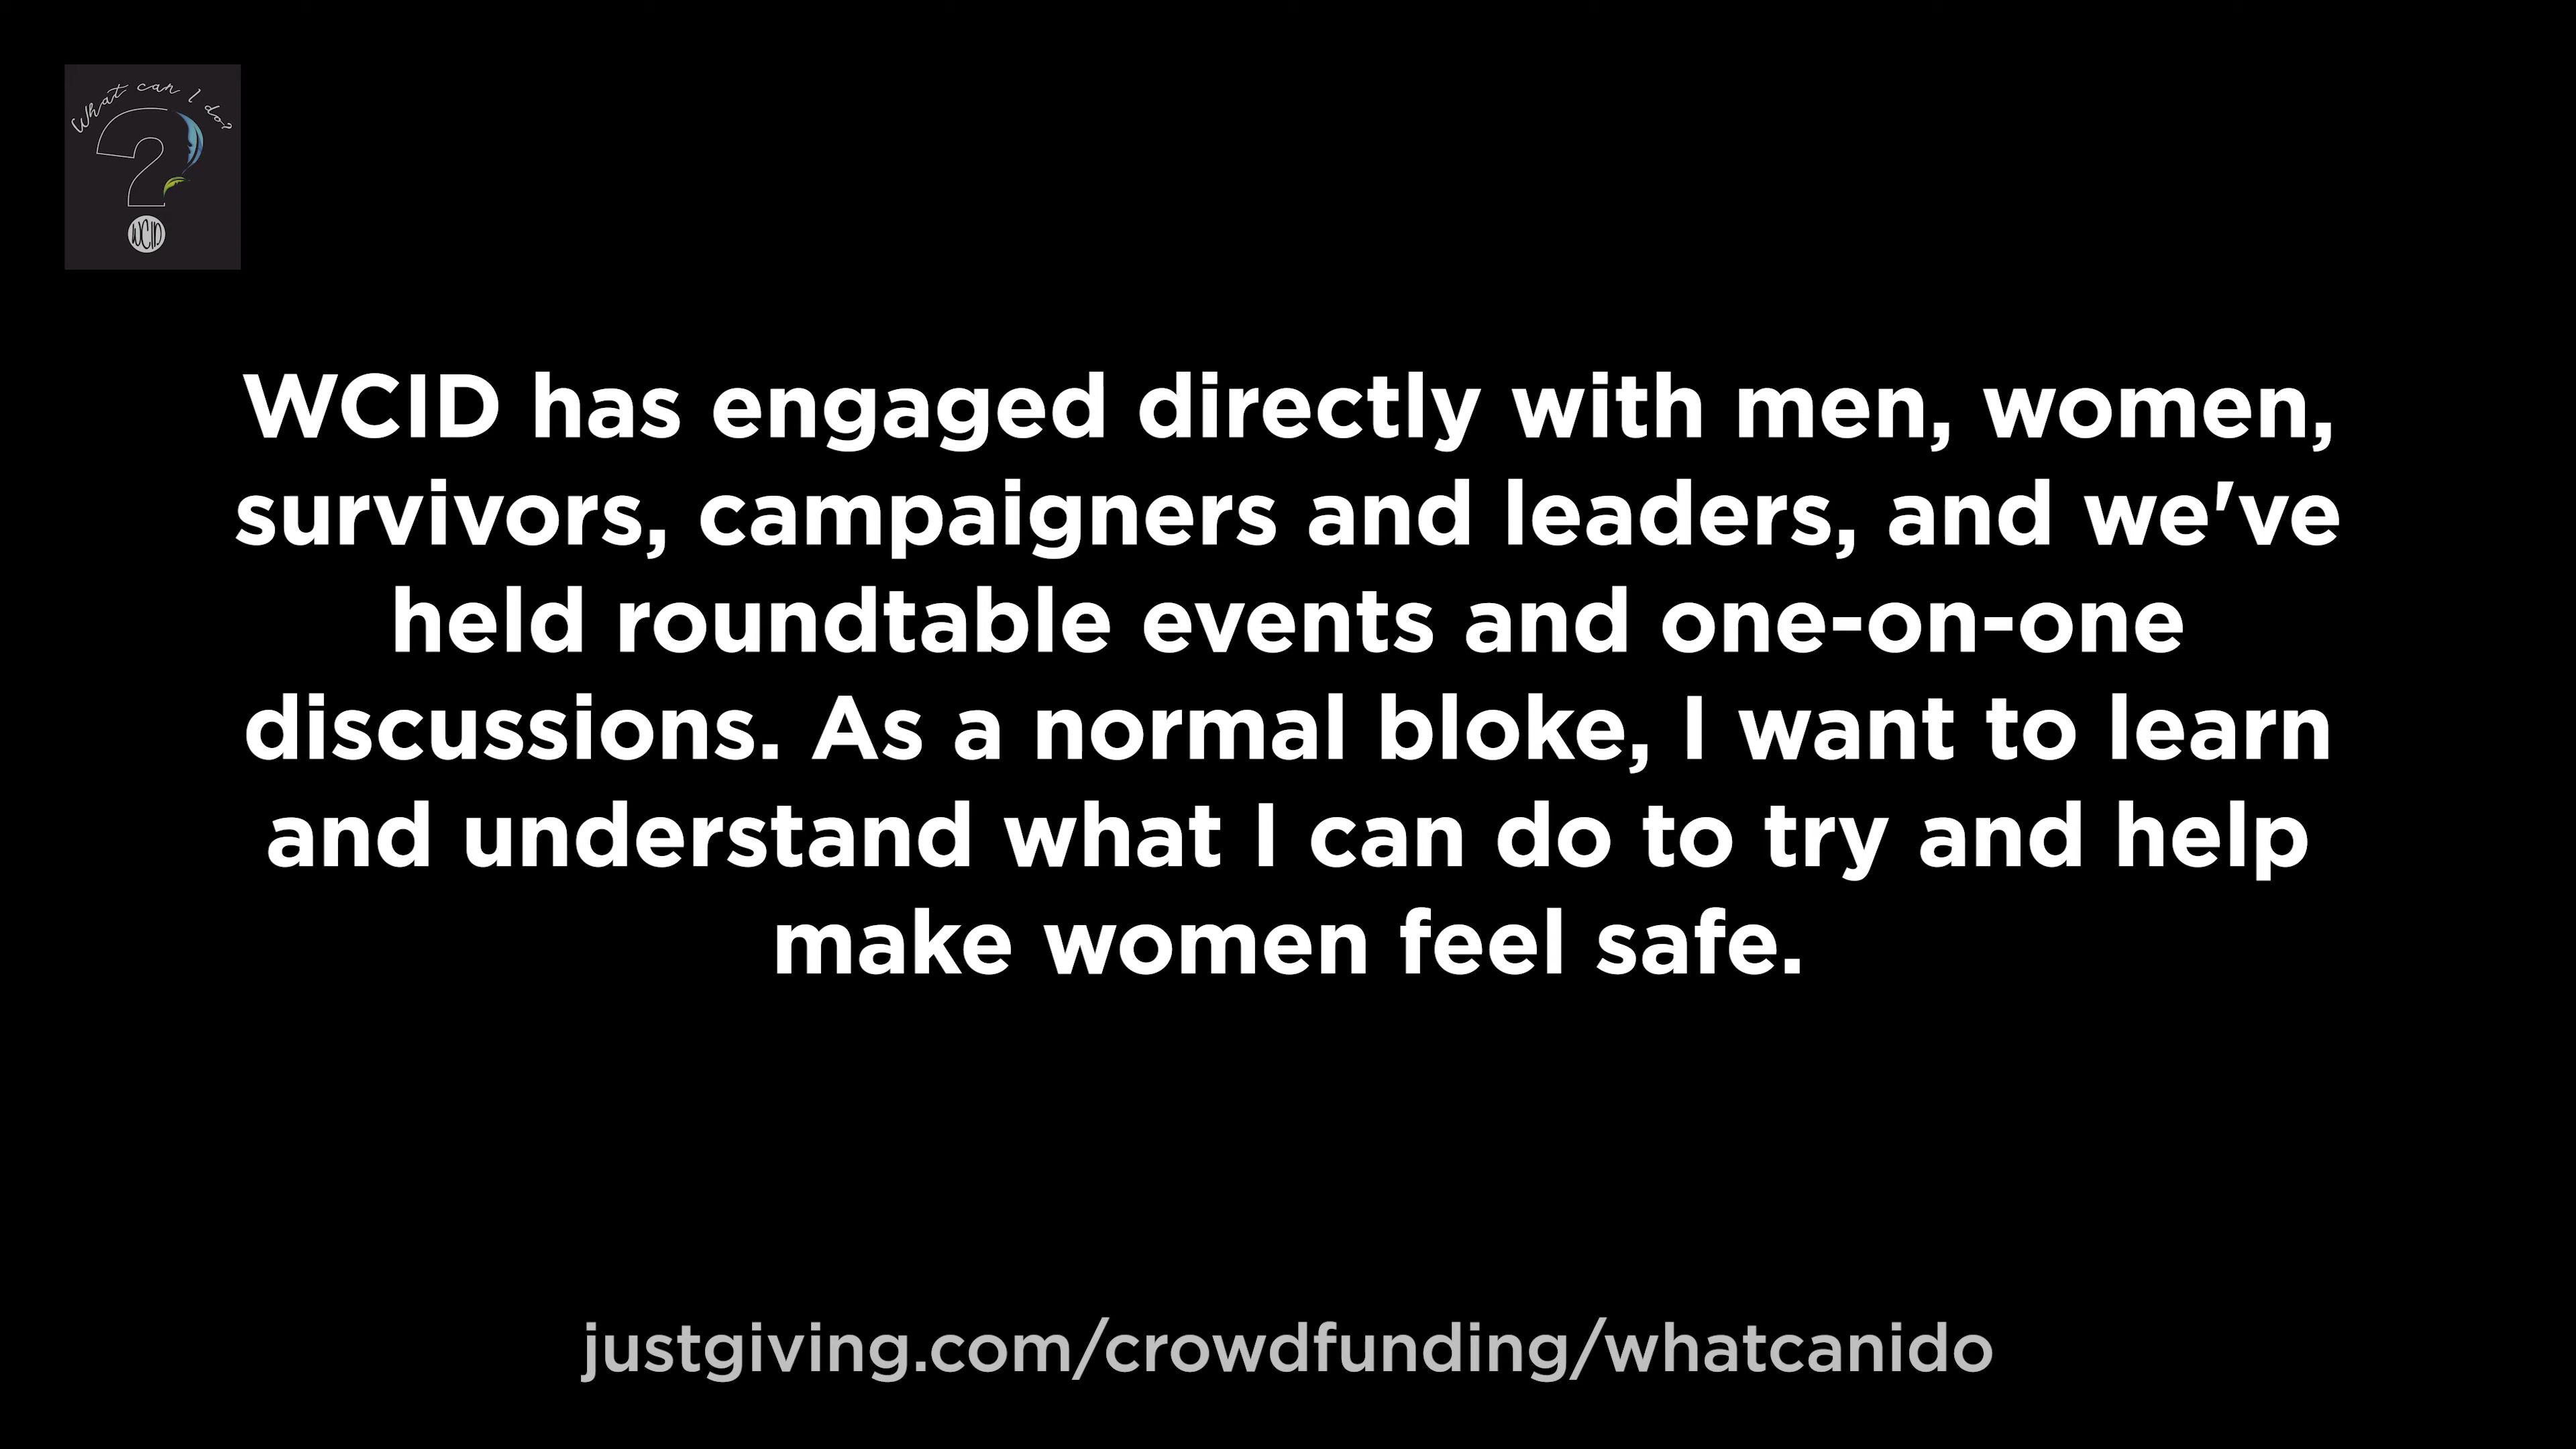 What can I do?
WCID
WCID has engaged directly with men, women,
survivors, campaigners and leaders, and we've
held roundtable events and one-on-one
discussions. As a normal bloke, I want to learn
and understand what I can do to try and help
make women feel safe.
justgiving.com/crowdfunding/whatcanido